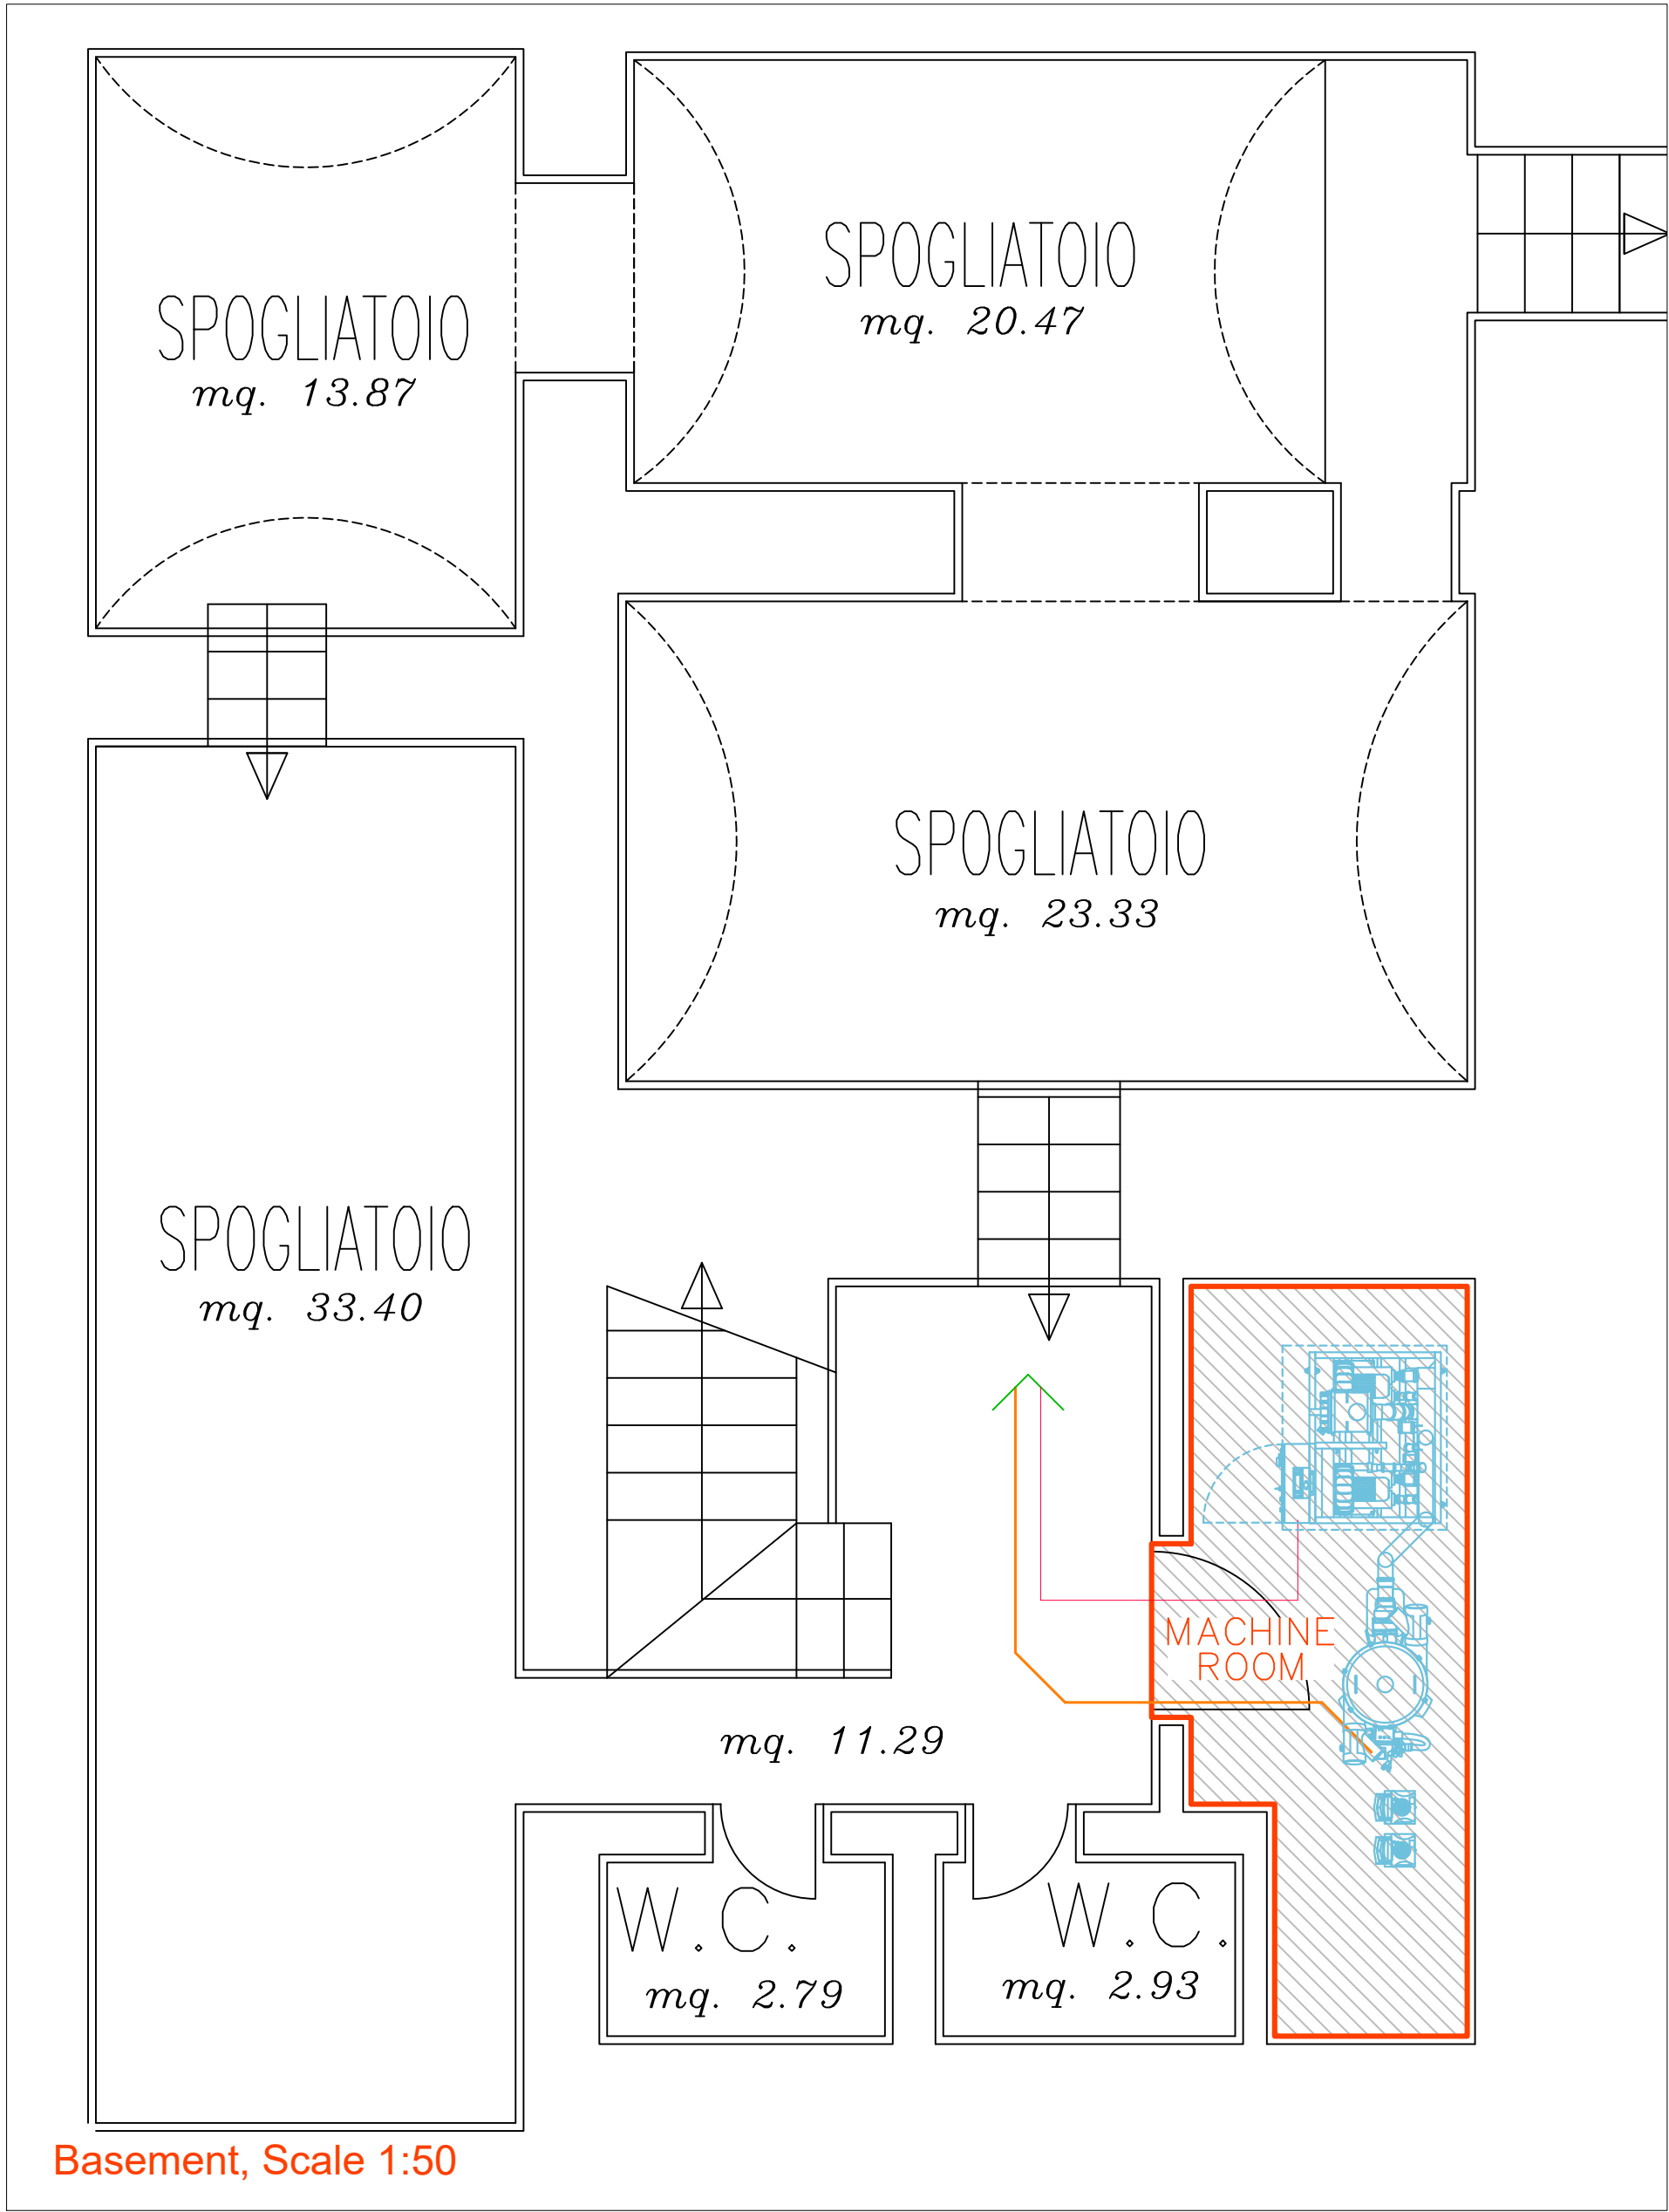 SPOGLIATOIO
mq. 20.47
SPOGLIATOIO
mq. 13.87
SPOGLIATOIO
mq. 23.33
SPOGLIATOIO
mq. 33.40
MACHINE
ROOM
mq. 11.29
W.C.
mq. 2.79
W.C.
mq. 2.93
Basement, Scale 1:50